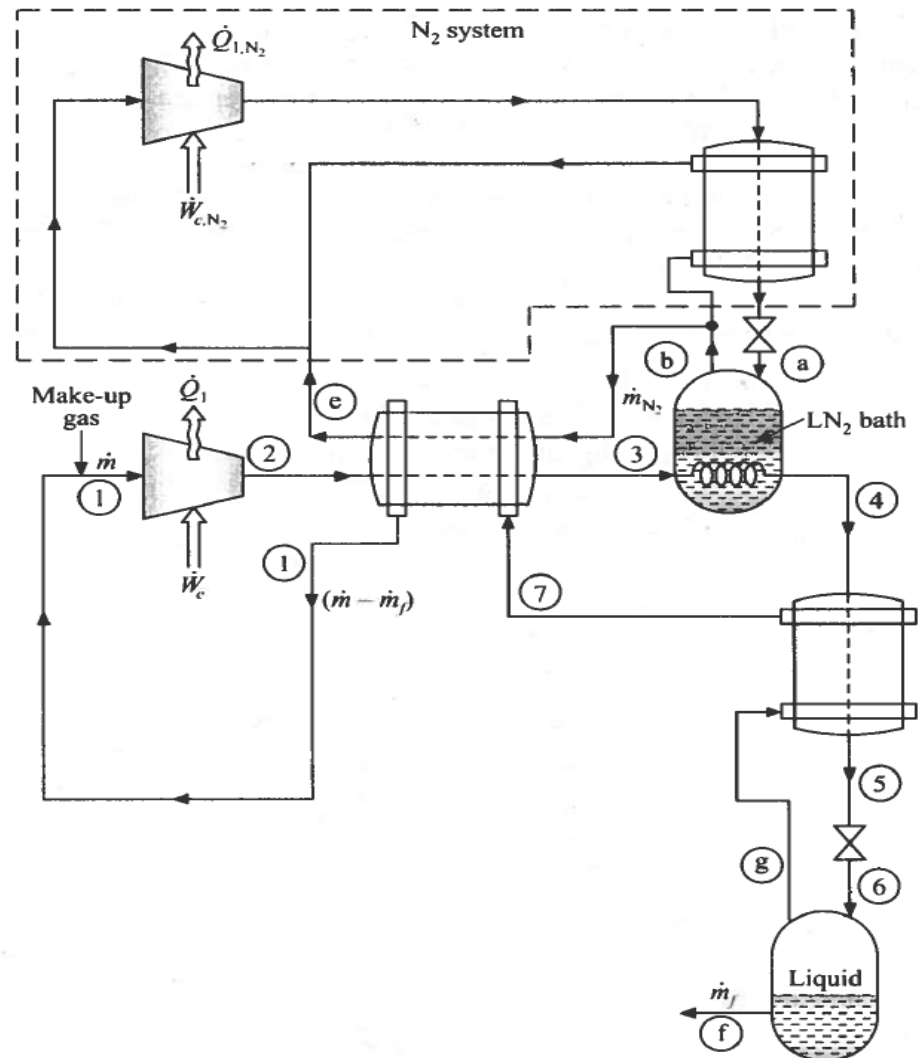 N₂ system
Q̇₁,N₂
Ẇc,N₂
b
a
ṁN₂
LN₂ bath
e
Make-up
gas
ṁ
1
Q̇₁
2
3
4
Ẇc
1
(ṁ − ṁf)
7
5
g
6
Liquid
ṁf
f